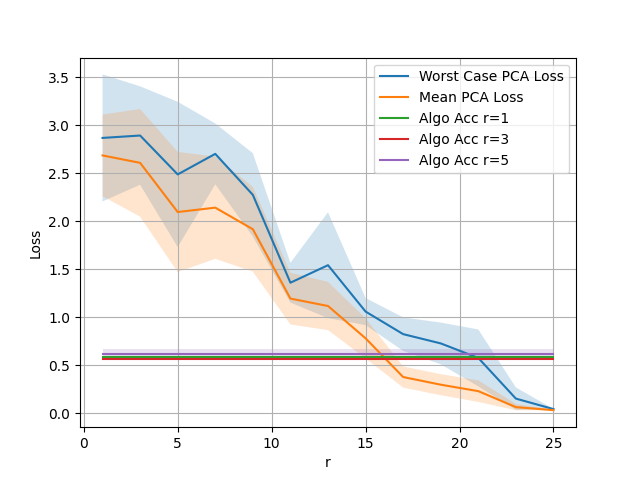 3.5
3.0
2.5
2.0
1.5
1.0
0.5
0.0
Loss
Worst Case PCA Loss
Mean PCA Loss
Algo Acc r=1
Algo Acc r=3
Algo Acc r=5
0 5 10 15 20 25
r